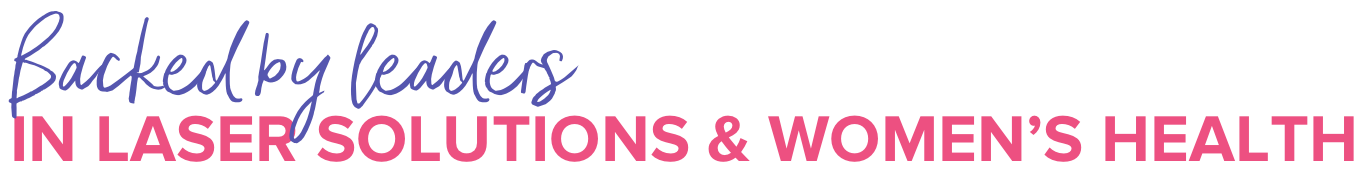 Backed by leaders
IN LASER SOLUTIONS & WOMEN’S HEALTH